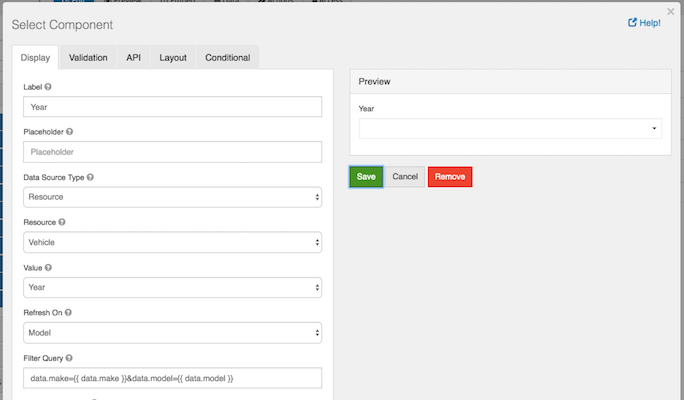 Select Component
Help!
×
Display Validation API Layout Conditional
Label
Year
Placeholder
Placeholder
Data Source Type
Resource
Resource
Vehicle
Value
Year
Refresh On
Model
Filter Query
data.make={{ data.make }}&data.model={{ data.model }}
Preview
Year
Save Cancel Remove